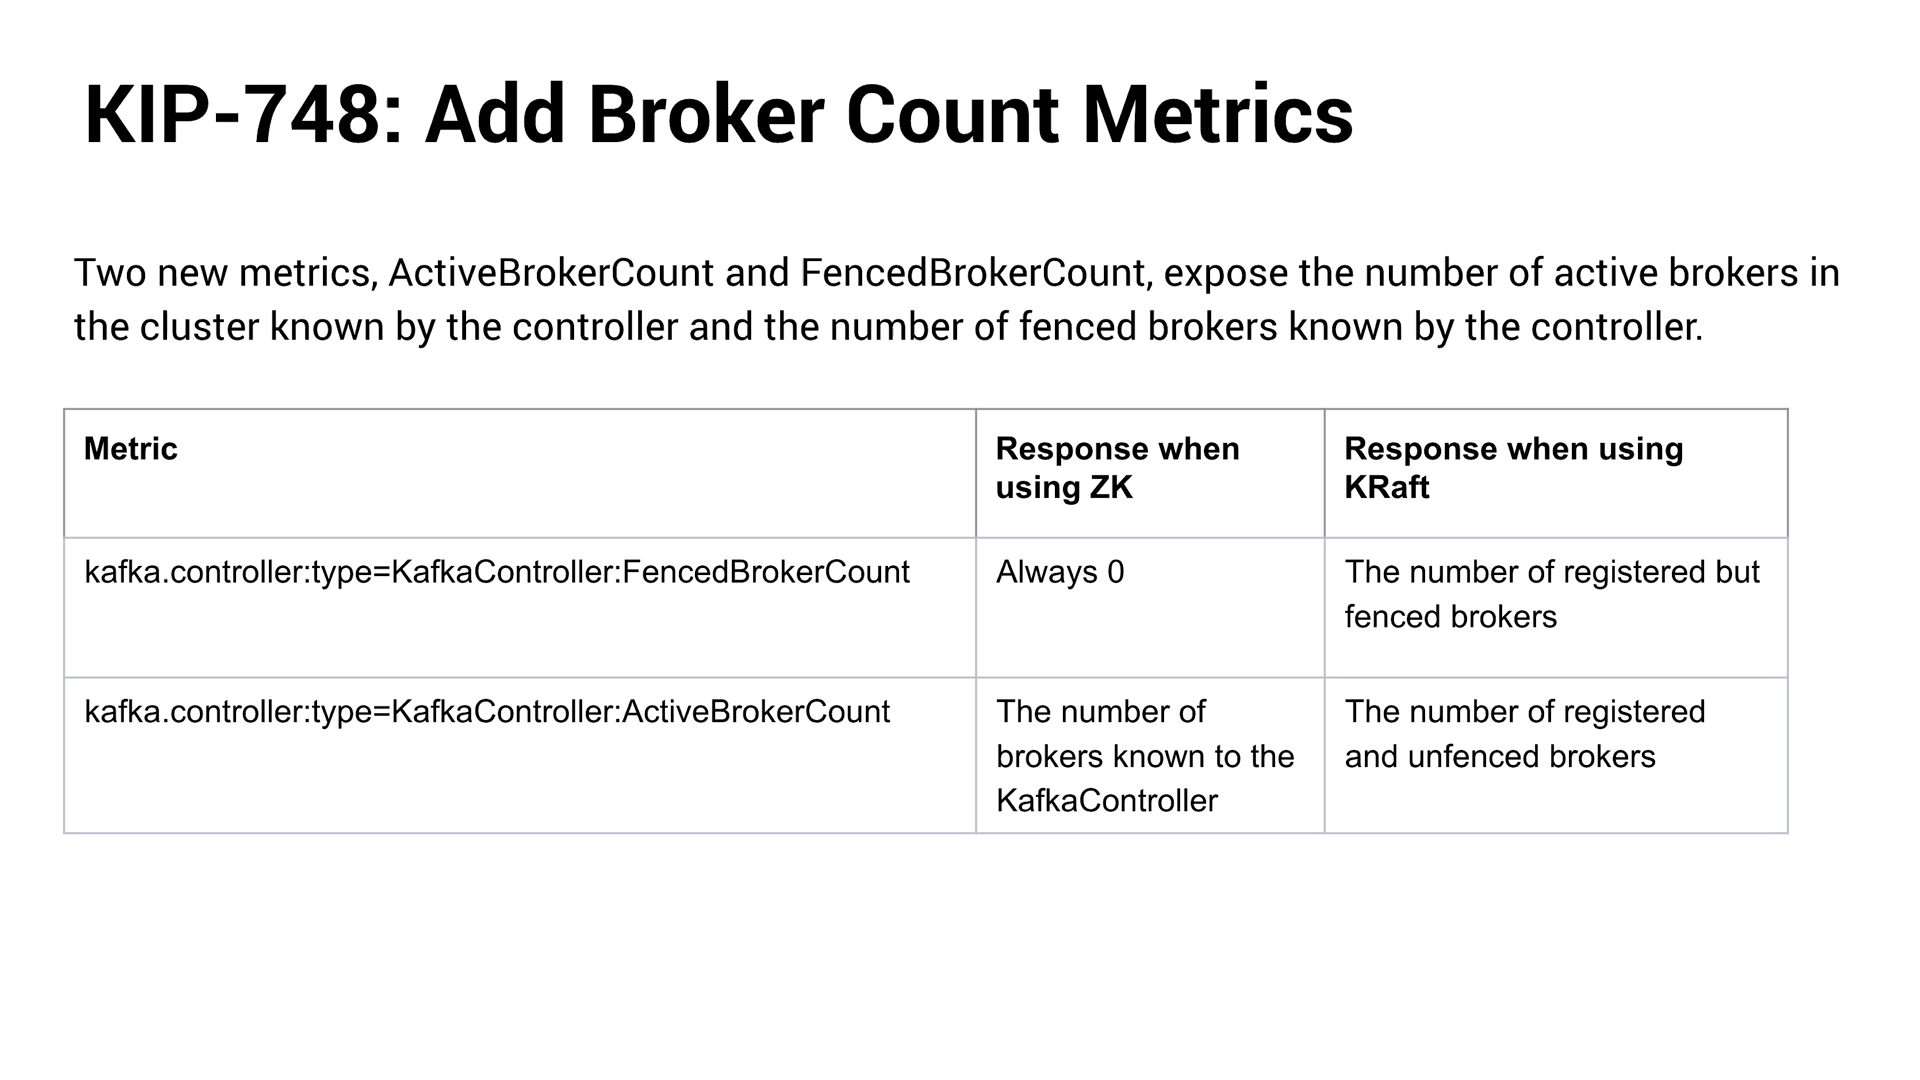 KIP-748: Add Broker Count Metrics
Two new metrics, ActiveBrokerCount and FencedBrokerCount, expose the number of active brokers in
the cluster known by the controller and the number of fenced brokers known by the controller.
Metric
Response when
using ZK
Response when using
KRaft
kafka.controller:type=KafkaController:FencedBrokerCount
Always 0
The number of registered but
fenced brokers
kafka.controller:type=KafkaController:ActiveBrokerCount
The number of
brokers known to the
KafkaController
The number of registered
and unfenced brokers